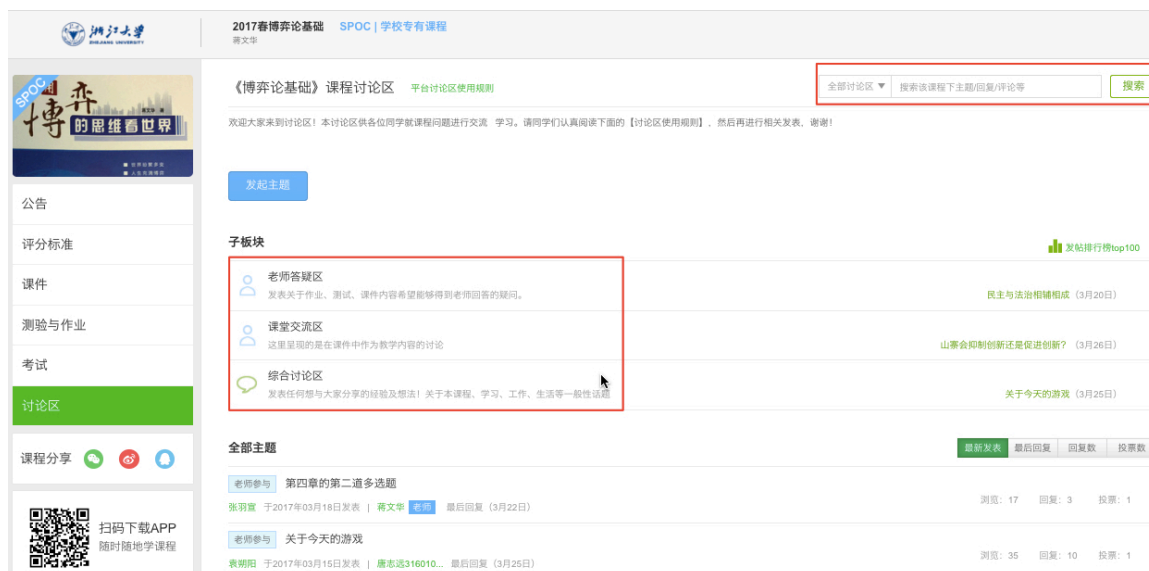 浙江大学
ZHEJIANG UNIVERSITY
2017春博弈论基础 SPOC | 学校专有课程
蒋文华
SPOC
博弈
的思维看世界
公告
评分标准
课件
测验与作业
考试
讨论区
课程分享
扫码下载APP
随时随地学课程
《博弈论基础》课程讨论区 平台讨论区使用规则
全部讨论区 ▼ 搜索该课程下主题/回复/评论等 搜索
欢迎大家来到讨论区！本讨论区供各位同学就课程问题进行交流 学习。请同学们认真阅读下面的【讨论区使用规则】，然后再进行相关发表、谢谢!
发起主题
子板块 发帖排行榜top100
老师答疑区
发表关于作业、测试、课件内容希望能够得到老师回答的疑问。 民主与法治相辅相成（3月20日）
课堂交流区
这里呈现的是在课件中作为教学内容的讨论 山寨会抑制创新还是促进创新？（3月26日）
综合讨论区
发表任何想与大家分享的经验及想法！关于本课程、学习、工作、生活等一般性话题 关于今天的游戏（3月25日）
全部主题 最新发表 最后回复 回复数 投票数
老师参与 第四章的第二道多选题
张羽宣 于2017年03月18日发表 | 蒋文华 老师 最后回复（3月22日） 浏览：17 回复：3 投票：1
老师参与 关于今天的游戏
袁朔阳 于2017年03月15日发表 | 唐志远316010... 最后回复（3月25日） 浏览：35 回复：10 投票：1